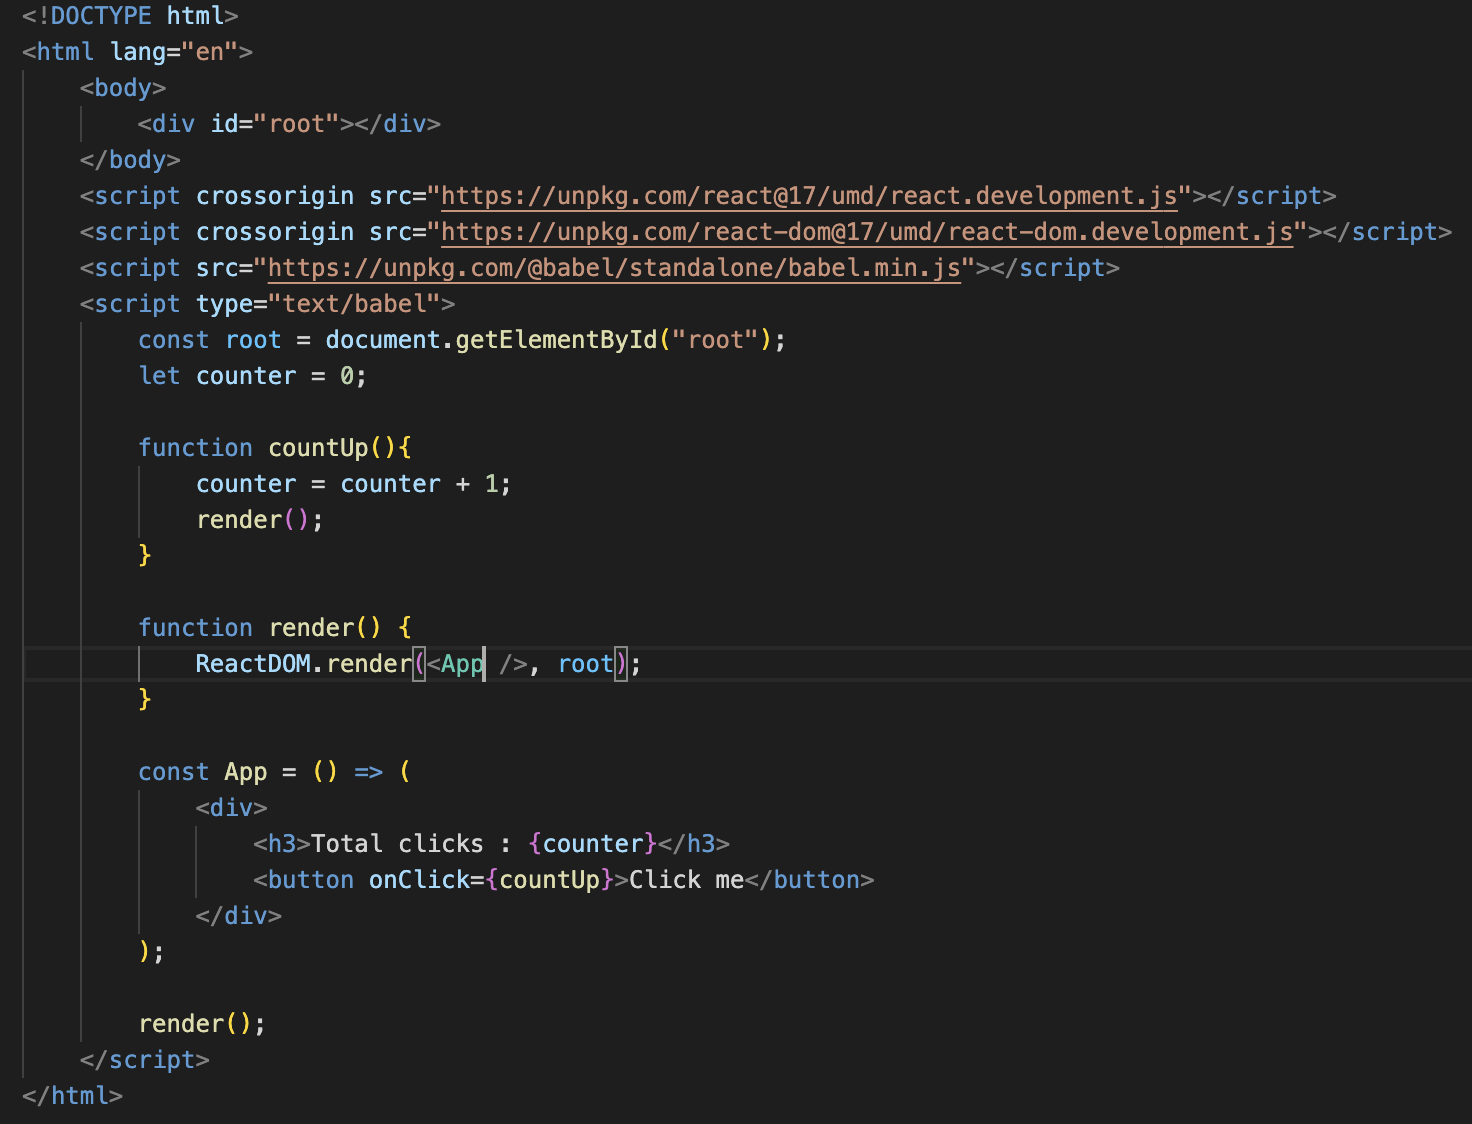 <!DOCTYPE html>
<html lang="en">
    <body>
        <div id="root"></div>
    </body>
    <script crossorigin src="https://unpkg.com/react@17/umd/react.development.js"></script>
    <script crossorigin src="https://unpkg.com/react-dom@17/umd/react-dom.development.js"></script>
    <script src="https://unpkg.com/@babel/standalone/babel.min.js"></script>
    <script type="text/babel">
        const root = document.getElementById("root");
        let counter = 0;

        function countUp(){
            counter = counter + 1;
            render();
        }

        function render() {
            ReactDOM.render(<App />, root);
        }

        const App = () => (
            <div>
                <h3>Total clicks : {counter}</h3>
                <button onClick={countUp}>Click me</button>
            </div>
        );

        render();
    </script>
</html>